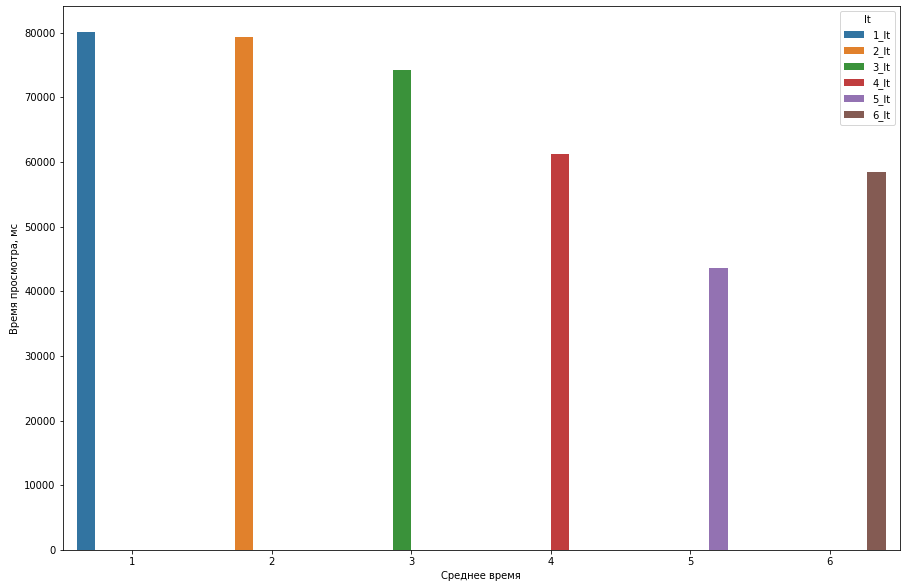 lt
1_lt
2_lt
3_lt
4_lt
5_lt
6_lt
80000
70000
60000
50000
40000
30000
20000
10000
0
Время просмотра, мс
1 2 3 4 5 6
Среднее время